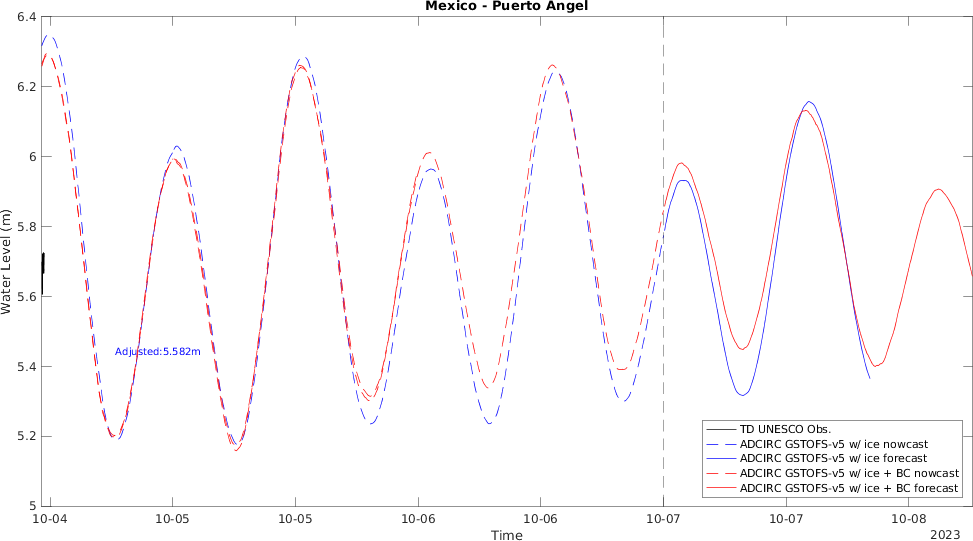 Mexico - Puerto Angel
6.4
6.2
6
5.8
5.6
5.4
5.2
5
Water Level (m)
Adjusted:5.582m
TD UNESCO Obs.
ADCIRC GSTOFS-v5 w/ ice nowcast
ADCIRC GSTOFS-v5 w/ ice forecast
ADCIRC GSTOFS-v5 w/ ice + BC nowcast
ADCIRC GSTOFS-v5 w/ ice + BC forecast
10-04 10-05 10-05 10-06 10-06 10-07 10-07 10-08
Time
2023